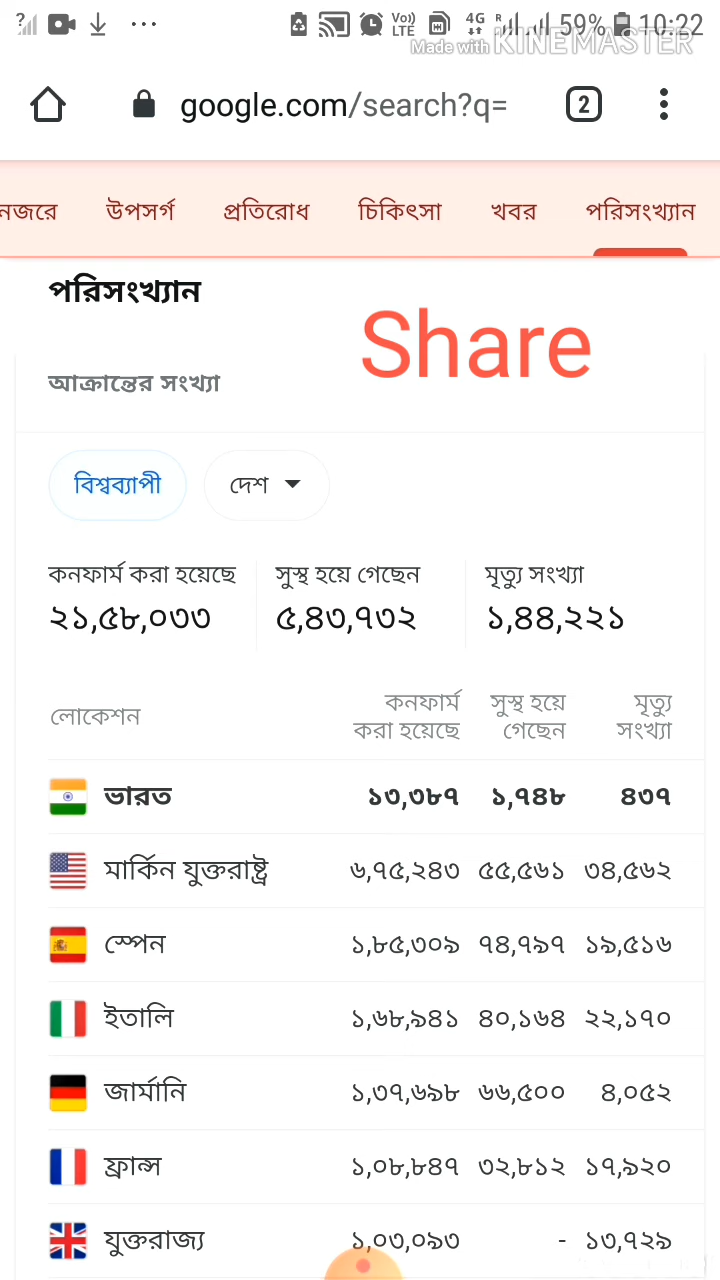 ? ... Vo)) LTE 4G R 59% 10:22
Made with KINEMASTER
google.com/search?q= 2
নজরে উপসর্গ প্রতিরোধ চিকিৎসা খবর পরিসংখ্যান
পরিসংখ্যান
Share
আক্রান্তের সংখ্যা
বিশ্বব্যাপী দেশ
কনফার্ম করা হয়েছে সুস্থ হয়ে গেছেন মৃত্যু সংখ্যা
২১,৫৮,০৩৩ ৫,৪৩,৭৩২ ১,৪৪,২২১
লোকেশন কনফার্ম করা হয়েছে সুস্থ হয়ে গেছেন মৃত্যু সংখ্যা
ভারত ১৩,৩৮৭ ১,৭৪৮ ৪৩৭
মার্কিন যুক্তরাষ্ট্র ৬,৭৫,২৪৩ ৫৫,৫৬১ ৩৪,৫৬২
স্পেন ১,৮৫,৩০৯ ৭৪,৭৯৭ ১৯,৫১৬
ইতালি ১,৬৮,৯৪১ ৪০,১৬৪ ২২,১৭০
জার্মানি ১,৩৭,৬৯৮ ৬৬,৫০০ ৪,০৫২
ফ্রান্স ১,০৮,৮৪৭ ৩২,৮১২ ১৭,৯২০
যুক্তরাজ্য ১,০৩,০৯৩ - ১৩,৭২৯